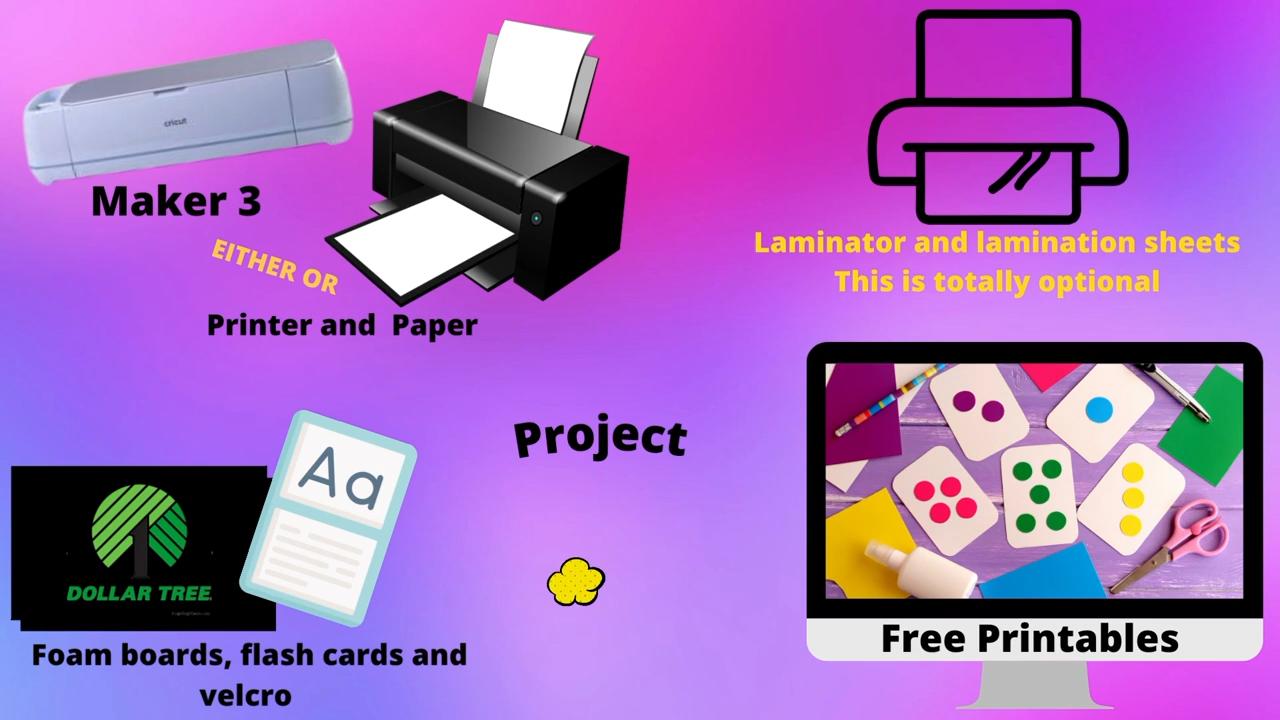 cricut
Maker 3
EITHER OR
Printer and Paper
Laminator and lamination sheets
This is totally optional
Project
Aa
DOLLAR TREE
Foam boards, flash cards and
velcro
Free Printables